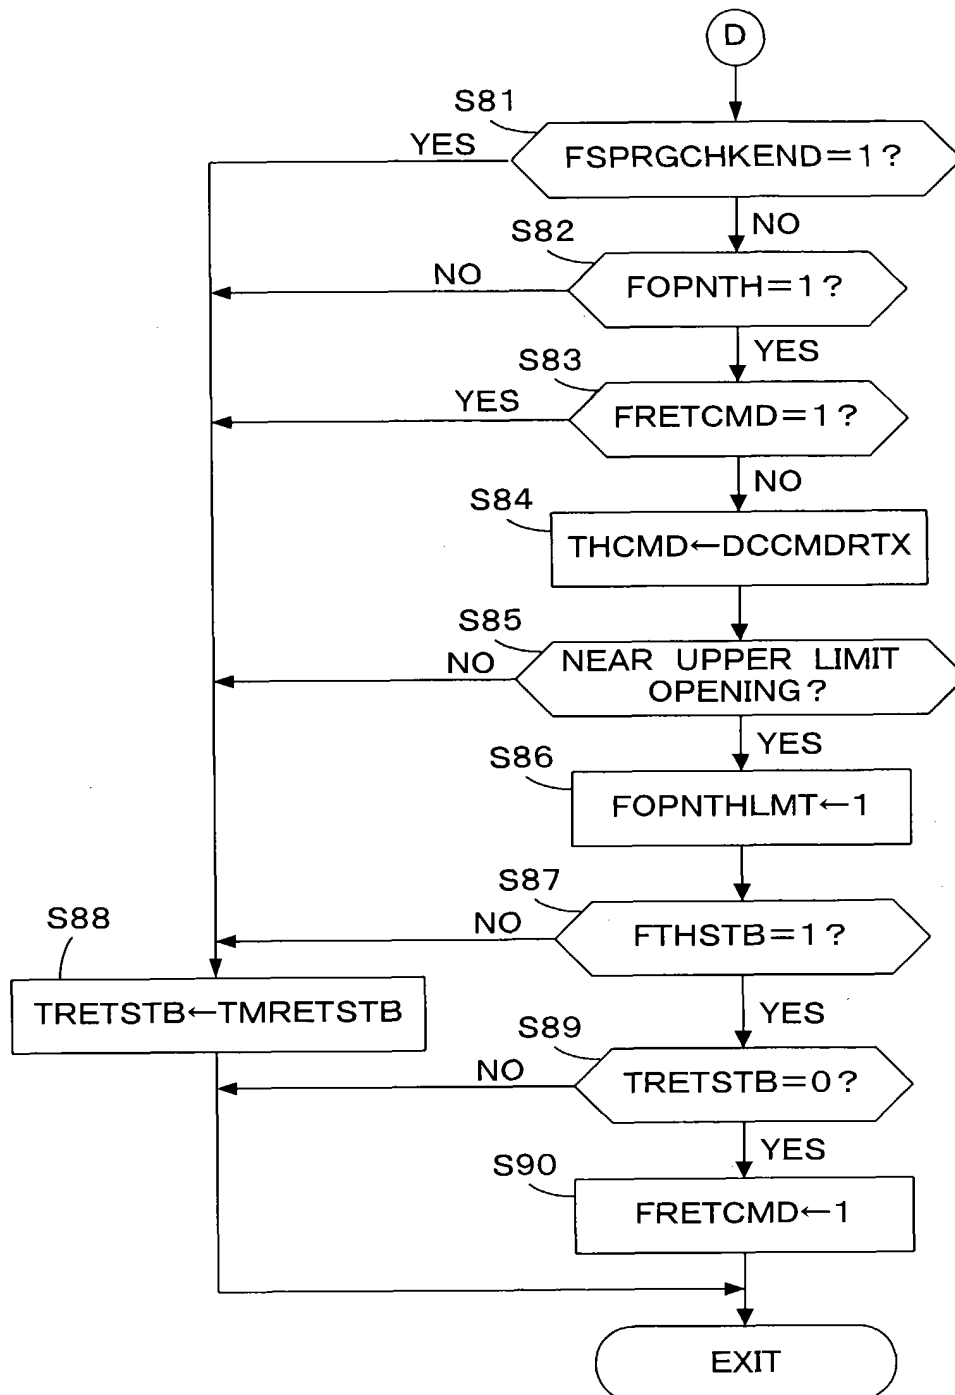 D
S81
YES
FSPRGCHKEND=1?
NO
S82
NO
FOPNTH=1?
YES
S83
YES
FRETCMD=1?
NO
S84
THCMD←DCCMDRTX
S85
NO
NEAR UPPER LIMIT
OPENING?
YES
S86
FOPNTHLMT←1
S87
NO
FTHSTB=1?
S88
TRETSTB←TMRETSTB
YES
S89
NO
TRETSTB=0?
YES
S90
FRETCMD←1
EXIT